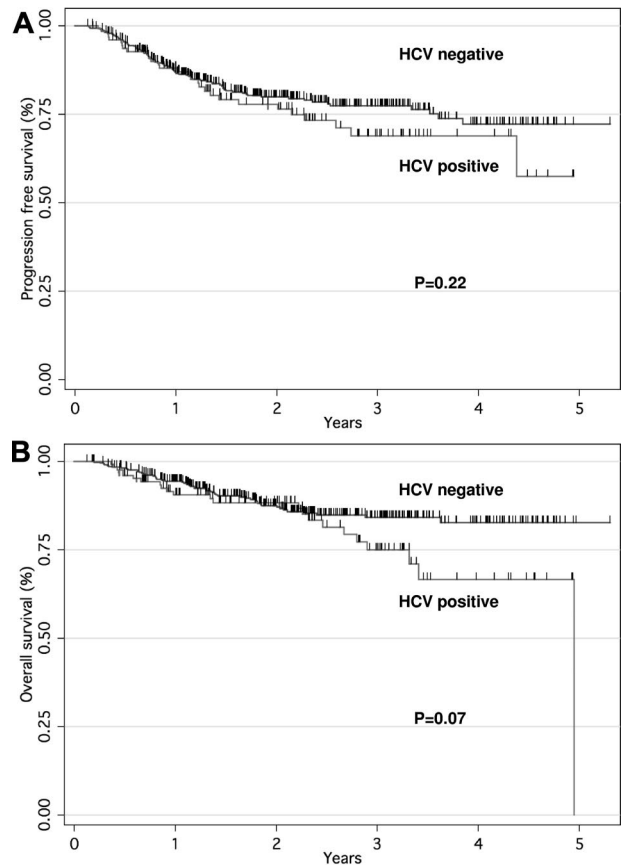 A
Progression free survival (%)
1.00
0.75
0.50
0.25
0.00
HCV negative
HCV positive
P=0.22
0 1 2 3 4 5
Years
B
Overall survival (%)
1.00
0.75
0.50
0.25
0.00
HCV negative
HCV positive
P=0.07
0 1 2 3 4 5
Years